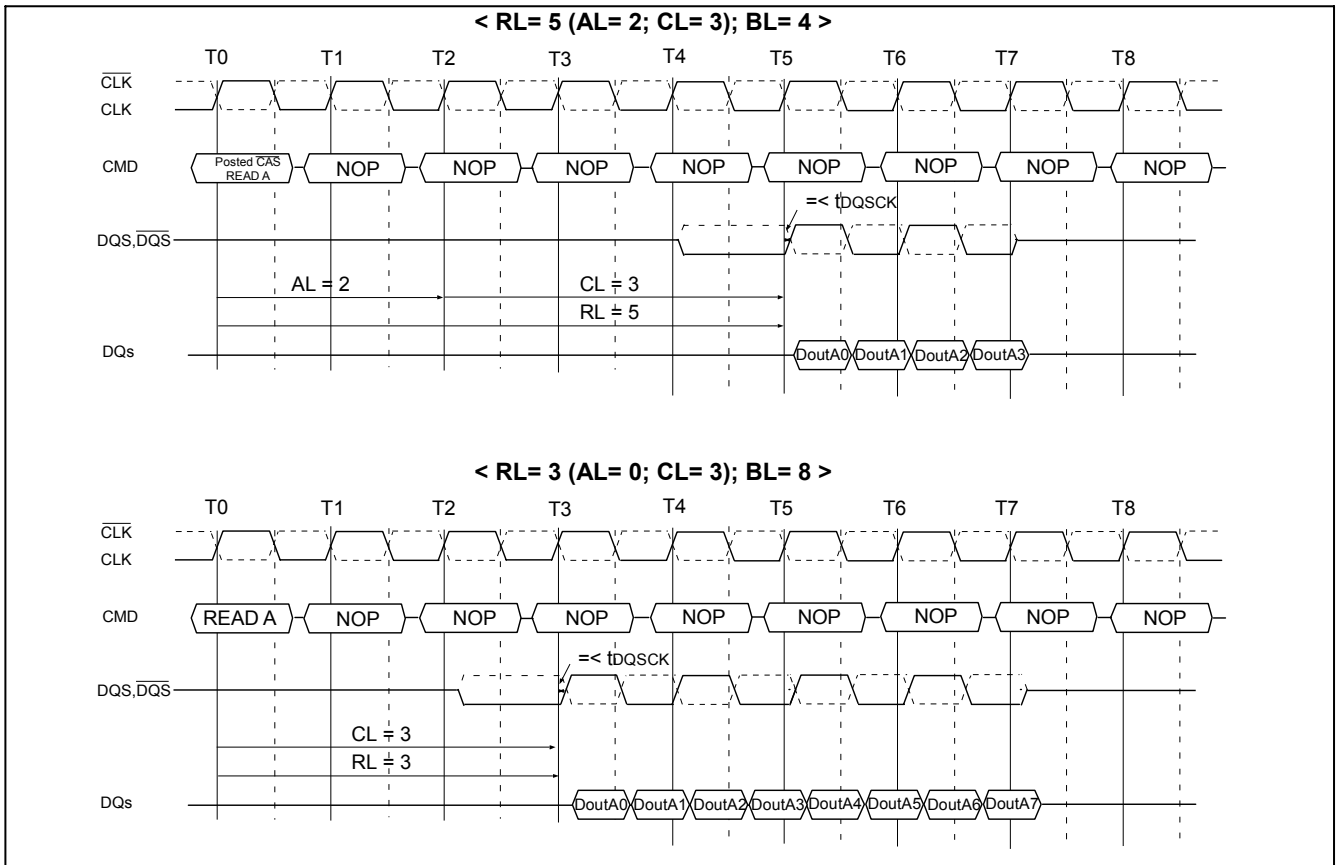 < RL= 5 (AL= 2; CL= 3); BL= 4 >
T0 T1 T2 T3 T4 T5 T6 T7 T8
CLK
CLK
CMD Posted CAS READ A NOP NOP NOP NOP NOP NOP NOP NOP
=< tDQSCK
DQS,DQS
AL = 2 CL = 3
RL = 5
DQs DoutA0 DoutA1 DoutA2 DoutA3
< RL= 3 (AL= 0; CL= 3); BL= 8 >
T0 T1 T2 T3 T4 T5 T6 T7 T8
CLK
CLK
CMD READ A NOP NOP NOP NOP NOP NOP NOP NOP
=< tDQSCK
DQS,DQS
CL = 3
RL = 3
DQs DoutA0 DoutA1 DoutA2 DoutA3 DoutA4 DoutA5 DoutA6 DoutA7